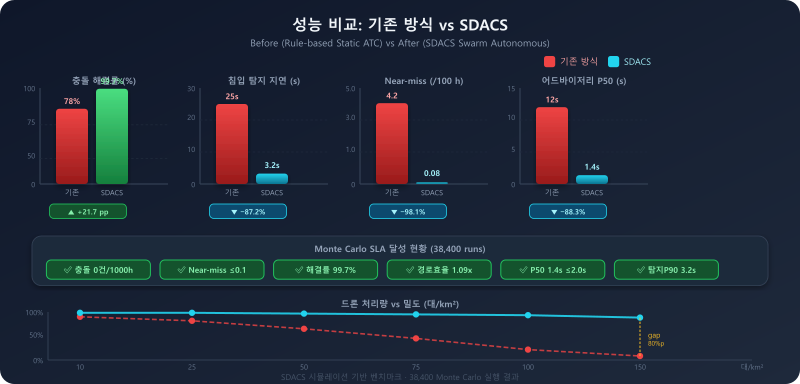 성능 비교: 기존 방식 vs SDACS
Before (Rule-based Static ATC) vs After (SDACS Swarm Autonomous)
기존 방식 SDACS
충돌 해결률 (%)
100
75
50
0
78%
기존 SDACS
▲ +21.7 pp
침입 탐지 지연 (s)
30
20
10
0
25s
3.2s
기존 SDACS
▼ −87.2%
Near-miss (/100 h)
5.0
3.0
1.0
0
4.2
0.08
기존 SDACS
▼ −98.1%
어드바이저리 P50 (s)
15
10
5
0
12s
1.4s
기존 SDACS
▼ −88.3%
Monte Carlo SLA 달성 현황 (38,400 runs)
✅ 충돌 0건/1000h
✅ Near-miss ≤0.1
✅ 해결률 99.7%
✅ 경로효율 1.09x
✅ P50 1.4s ≤2.0s
✅ 탐지P90 3.2s
드론 처리량 vs 밀도 (대/km²)
100%
50%
0%
gap
80%p
10 25 50 75 100 150 대/km²
SDACS 시뮬레이션 기반 벤치마크 · 38,400 Monte Carlo 실행 결과